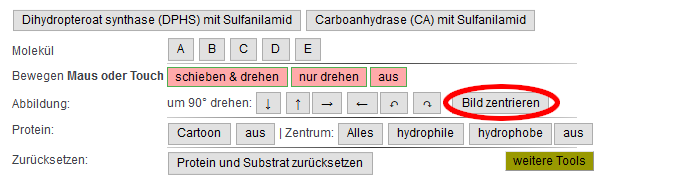 Dihydropteroat synthase (DPHS) mit Sulfanilamid Carboanhydrase (CA) mit Sulfanilamid
Molekül A B C D E
Bewegen Maus oder Touch schieben & drehen nur drehen aus
Abbildung: um 90° drehen: ↓ ↑ → ← ↶ ↷ Bild zentrieren
Protein: Cartoon aus | Zentrum: Alles hydrophile hydrophobe aus
Zurücksetzen: Protein und Substrat zurücksetzen weitere Tools